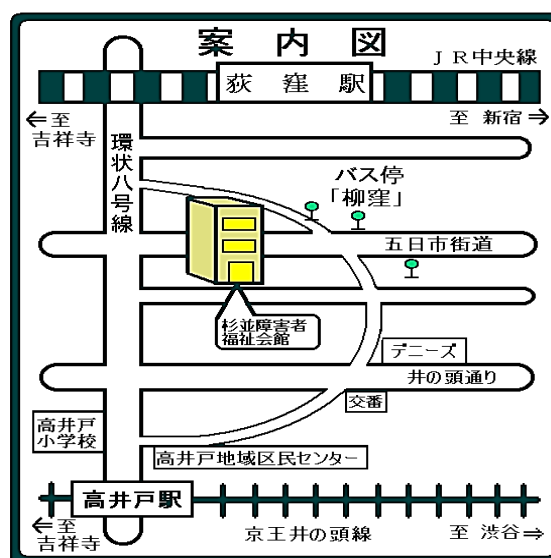 案内図
JR中央線
荻窪駅
←至
吉祥寺
至 新宿→
環状八号線
バス停
「柳窪」
五日市街道
杉並障害者
福祉会館
デニーズ
井の頭通り
交番
高井戸
小学校
高井戸地域区民センター
高井戸駅
←至
吉祥寺
京王井の頭線
至 渋谷⇒